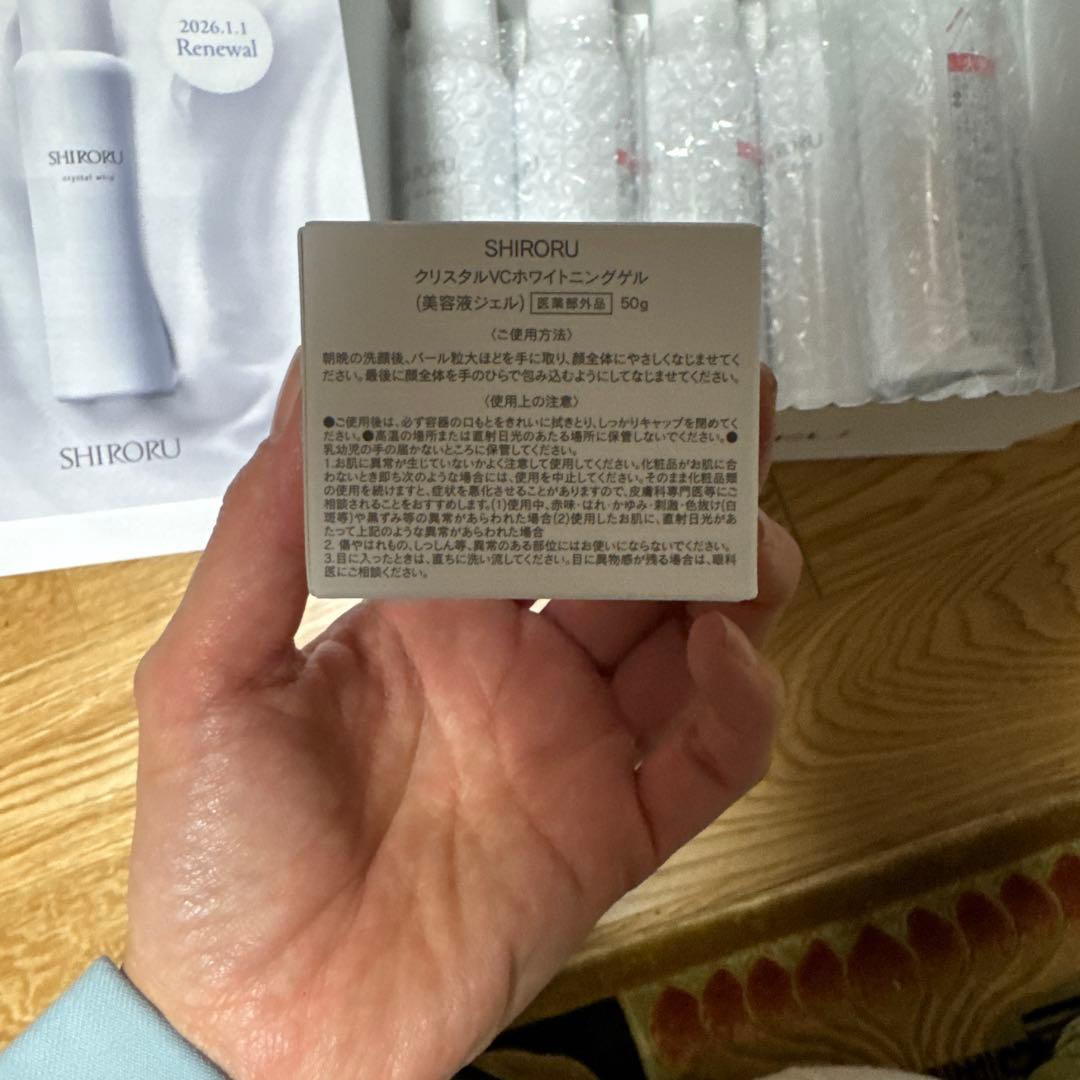 2026.1.1
Renewal
SHIRORU
crystal whip
SHIRORU
SHIRORU
クリスタルVCホワイトニングゲル
(美容液ジェル) 医薬部外品 50g
〈ご使用方法〉
朝晩の洗顔後、パール粒大ほどを手に取り、顔全体にやさしくなじませてく
ださい。最後に顔全体を手のひらで包み込むようにしてなじませてください。
〈使用上の注意〉
●ご使用後は、必ず容器の口もとをきれいに拭きとり、しっかりキャップを閉めてく
ださい。●高温の場所または直射日光のあたる場所に保管しないでください。●
乳幼児の手の届かないところに保管してください。
1.お肌に異常が生じていないかよく注意して使用してください。化粧品がお肌に合
わないとき即ち次のような場合には、使用を中止してください。そのまま化粧品類
の使用を続けますと、症状を悪化させることがありますので、皮膚科専門医等にご
相談されることをおすすめします。(1)使用中、赤味・はれ・かゆみ・刺激・色抜け(白
斑等)や黒ずみ等の異常があらわれた場合(2)使用したお肌に、直射日光があ
たって上記のような異常があらわれた場合
2. 傷やはれもの、しっしん等、異常のある部位にはお使いにならないでください。
3.目に入ったときは、直ちに洗い流してください。目に異物感が残る場合は、眼科
医にご相談ください。